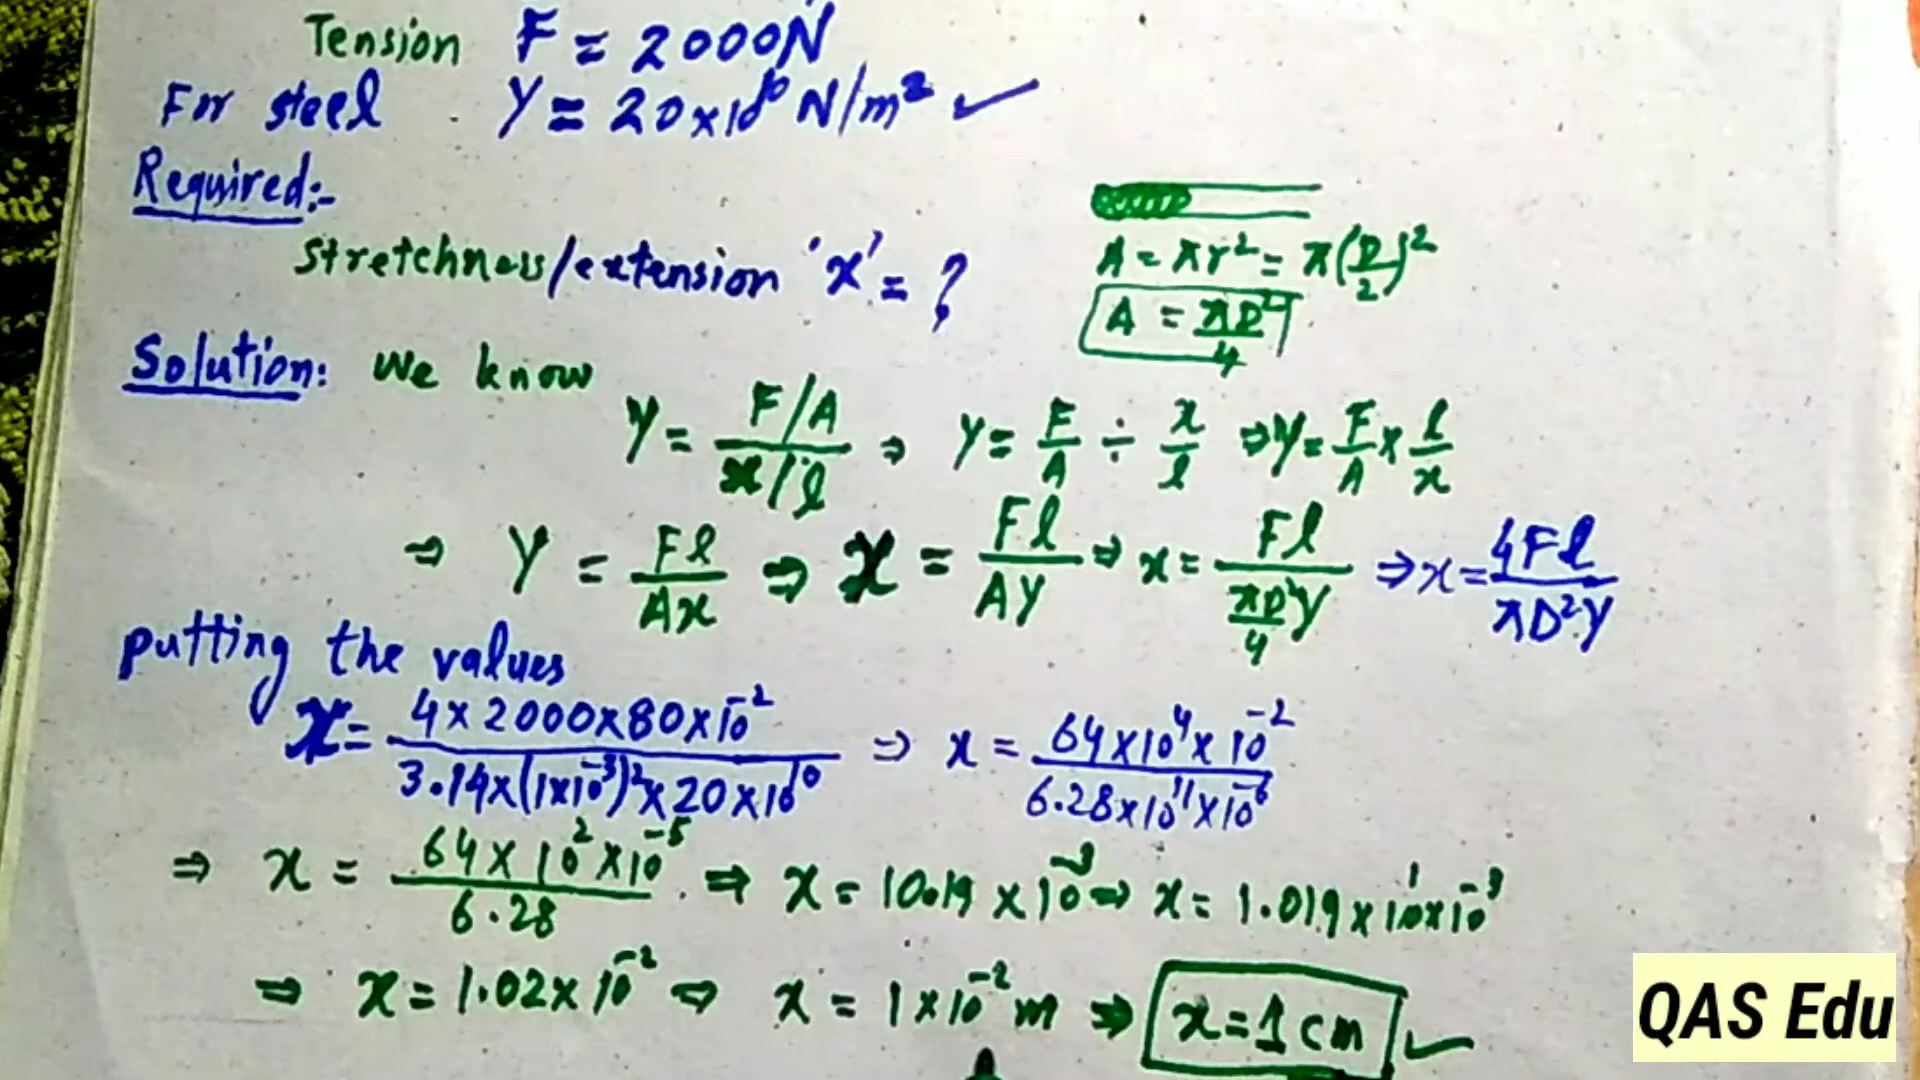 Tension F = 2000N
For steel Y = 20×10¹⁰ N/m² ✓
Required:-
stretchness/extension 'x' = ?
A = πr² = π(D/2)²
A = πD²/4
Solution: We know
Y = (F/A)/(x/l) ⇒ Y = F/A ÷ x/l ⇒ Y = F/A × l/x
⇒ Y = Fl/Ax ⇒ x = Fl/AY ⇒ x = Fl/((πD²/4)Y) ⇒ x = 4Fl/πD²Y
putting the values
x = (4×2000×80×10⁻²)/(3.14×(1×10⁻³)²×20×10¹⁰) ⇒ x = (64×10⁴×10⁻²)/(6.28×10¹¹×10⁻⁶)
⇒ x = (64×10²×10⁻⁵)/6.28 ⇒ x = 10.19×10⁻³ ⇒ x = 1.019×10¹×10⁻³
⇒ x = 1.02×10⁻² ⇒ x = 1×10⁻² m ⇒ x = 1cm ✓
QAS Edu